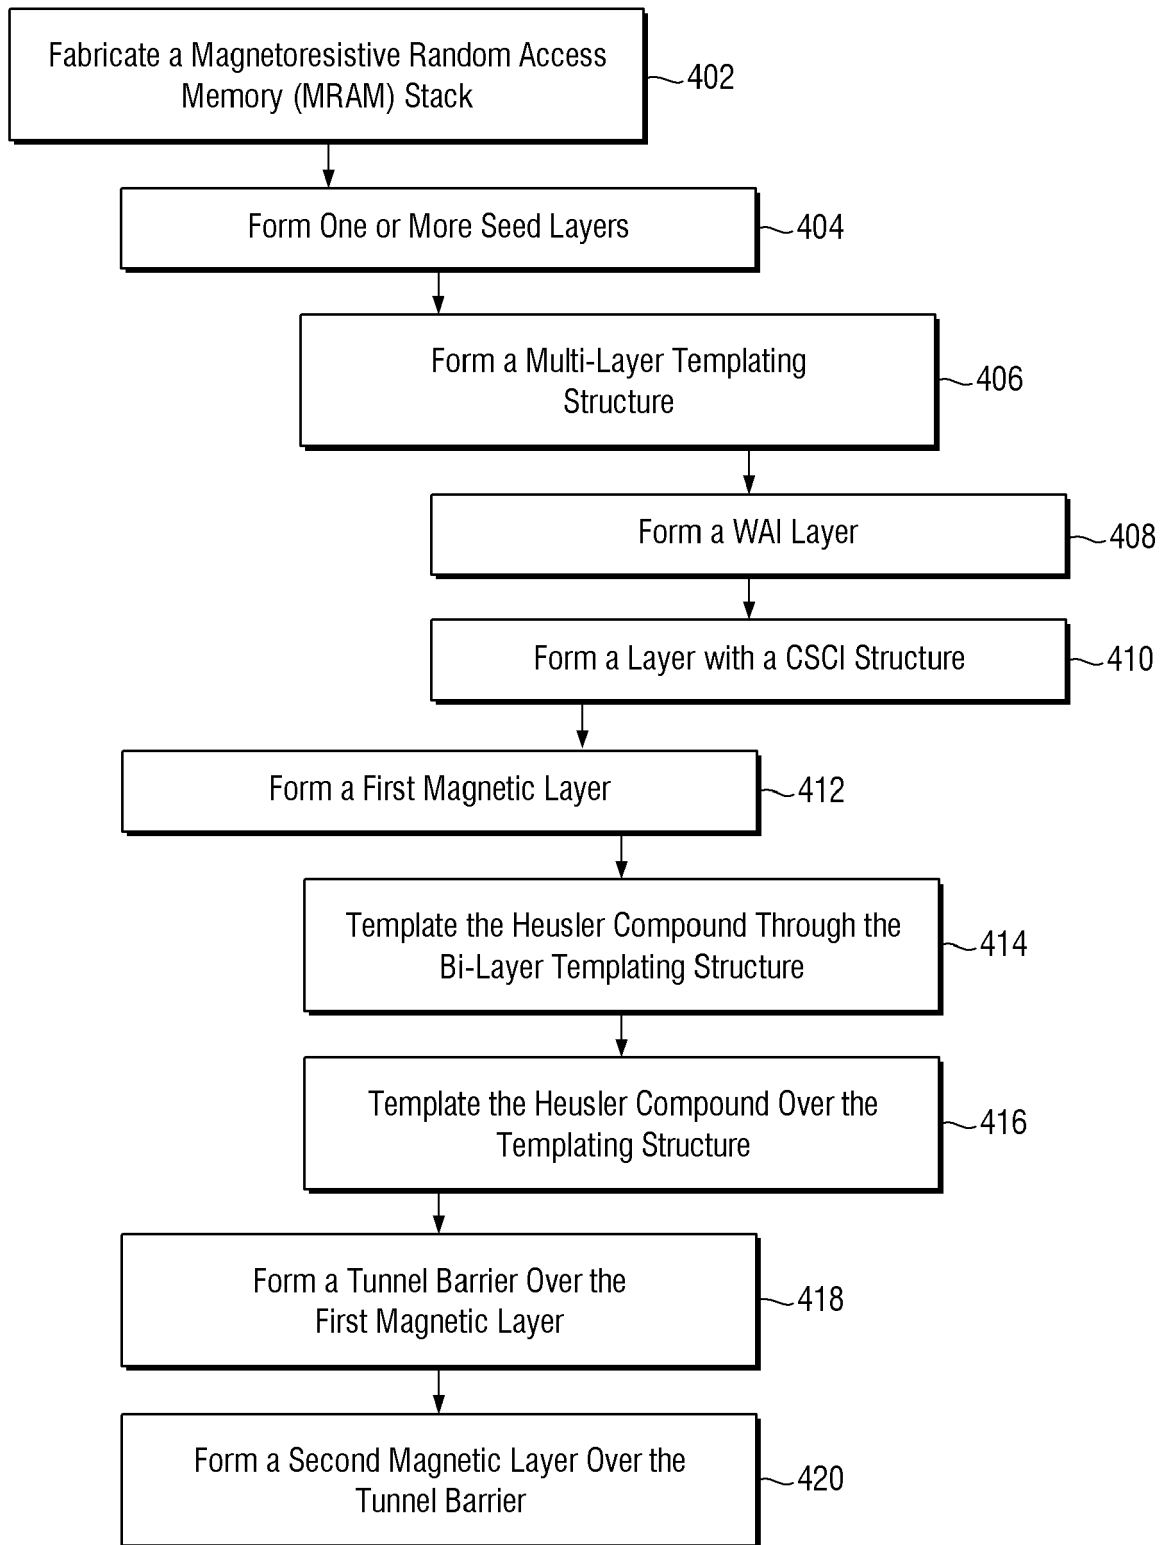 Fabricate a Magnetoresistive Random Access
Memory (MRAM) Stack
402
Form One or More Seed Layers
404
Form a Multi-Layer Templating
Structure
406
Form a WAl Layer
408
Form a Layer with a CSCl Structure
410
Form a First Magnetic Layer
412
Template the Heusler Compound Through the
Bi-Layer Templating Structure
414
Template the Heusler Compound Over the
Templating Structure
416
Form a Tunnel Barrier Over the
First Magnetic Layer
418
Form a Second Magnetic Layer Over the
Tunnel Barrier
420